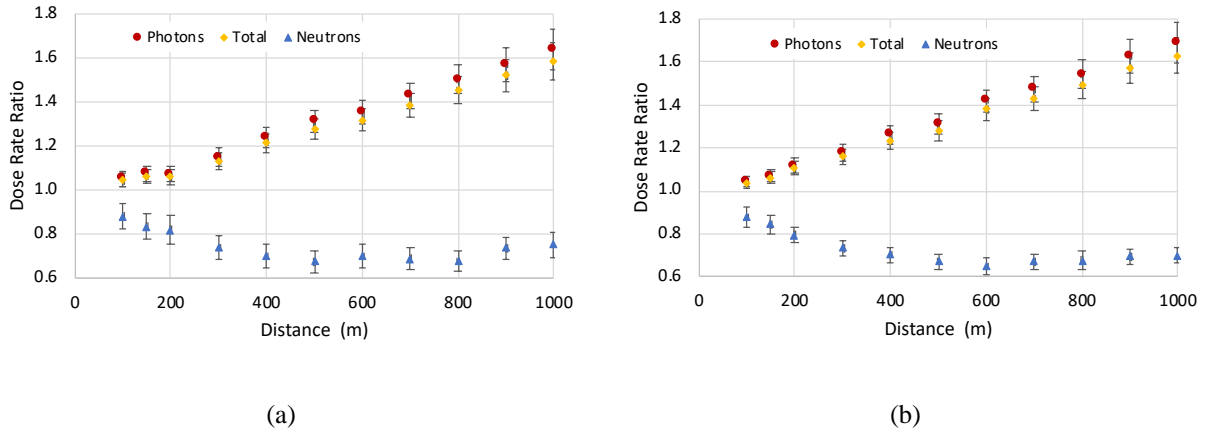 1.8
Photons Total Neutrons
1.6
1.4
1.2
1.0
0.8
0.6
0 200 400 600 800 1000
Dose Rate Ratio
Distance (m)
(a)
1.8
Photons Total Neutrons
1.6
1.4
1.2
1.0
0.8
0.6
0 200 400 600 800 1000
Dose Rate Ratio
Distance (m)
(b)